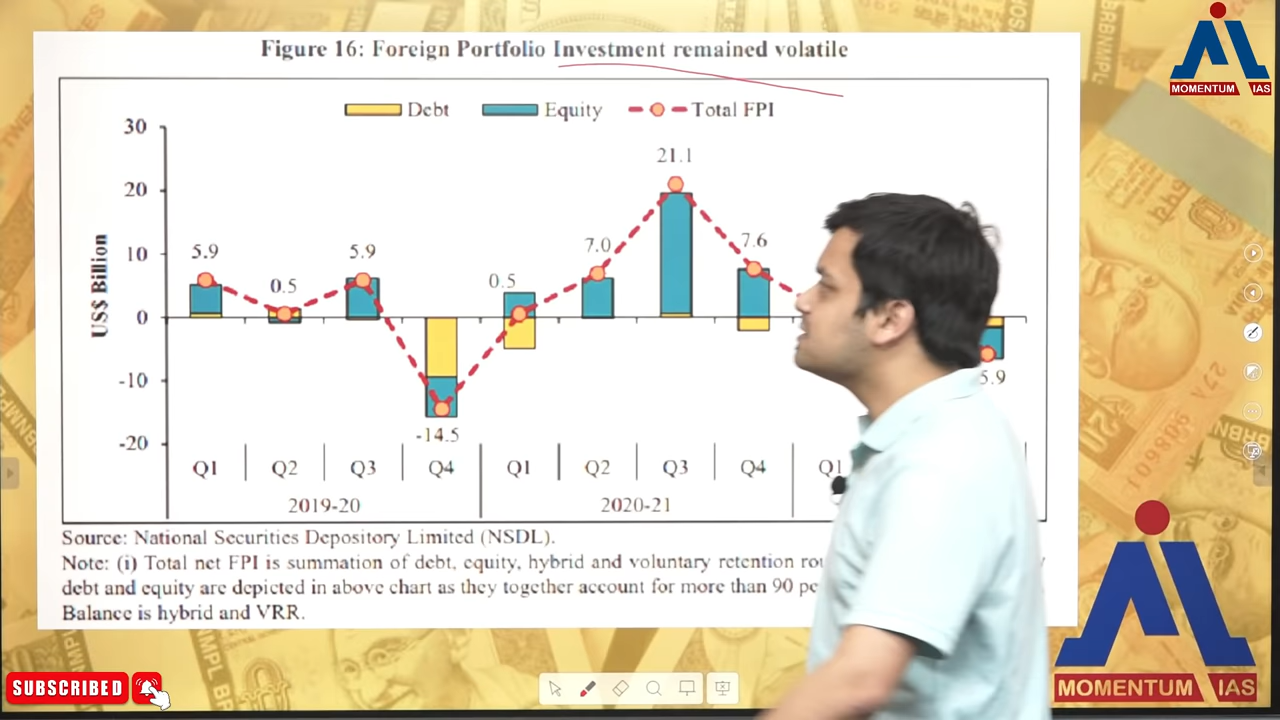 Figure 16: Foreign Portfolio Investment remained volatile
Debt Equity Total FPI
US$ Billion
30
20
10
0
-10
-20
5.9
0.5
5.9
-14.5
0.5
7.0
21.1
7.6
5.9
Q1 Q2 Q3 Q4 Q1 Q2 Q3 Q4 Q1
2019-20 2020-21
Source: National Securities Depository Limited (NSDL).
Note: (i) Total net FPI is summation of debt, equity, hybrid and voluntary retention
debt and equity are depicted in above chart as they together account for more than 90
Balance is hybrid and VRR.
MOMENTUM IAS
MOMENTUM IAS
SUBSCRIBED